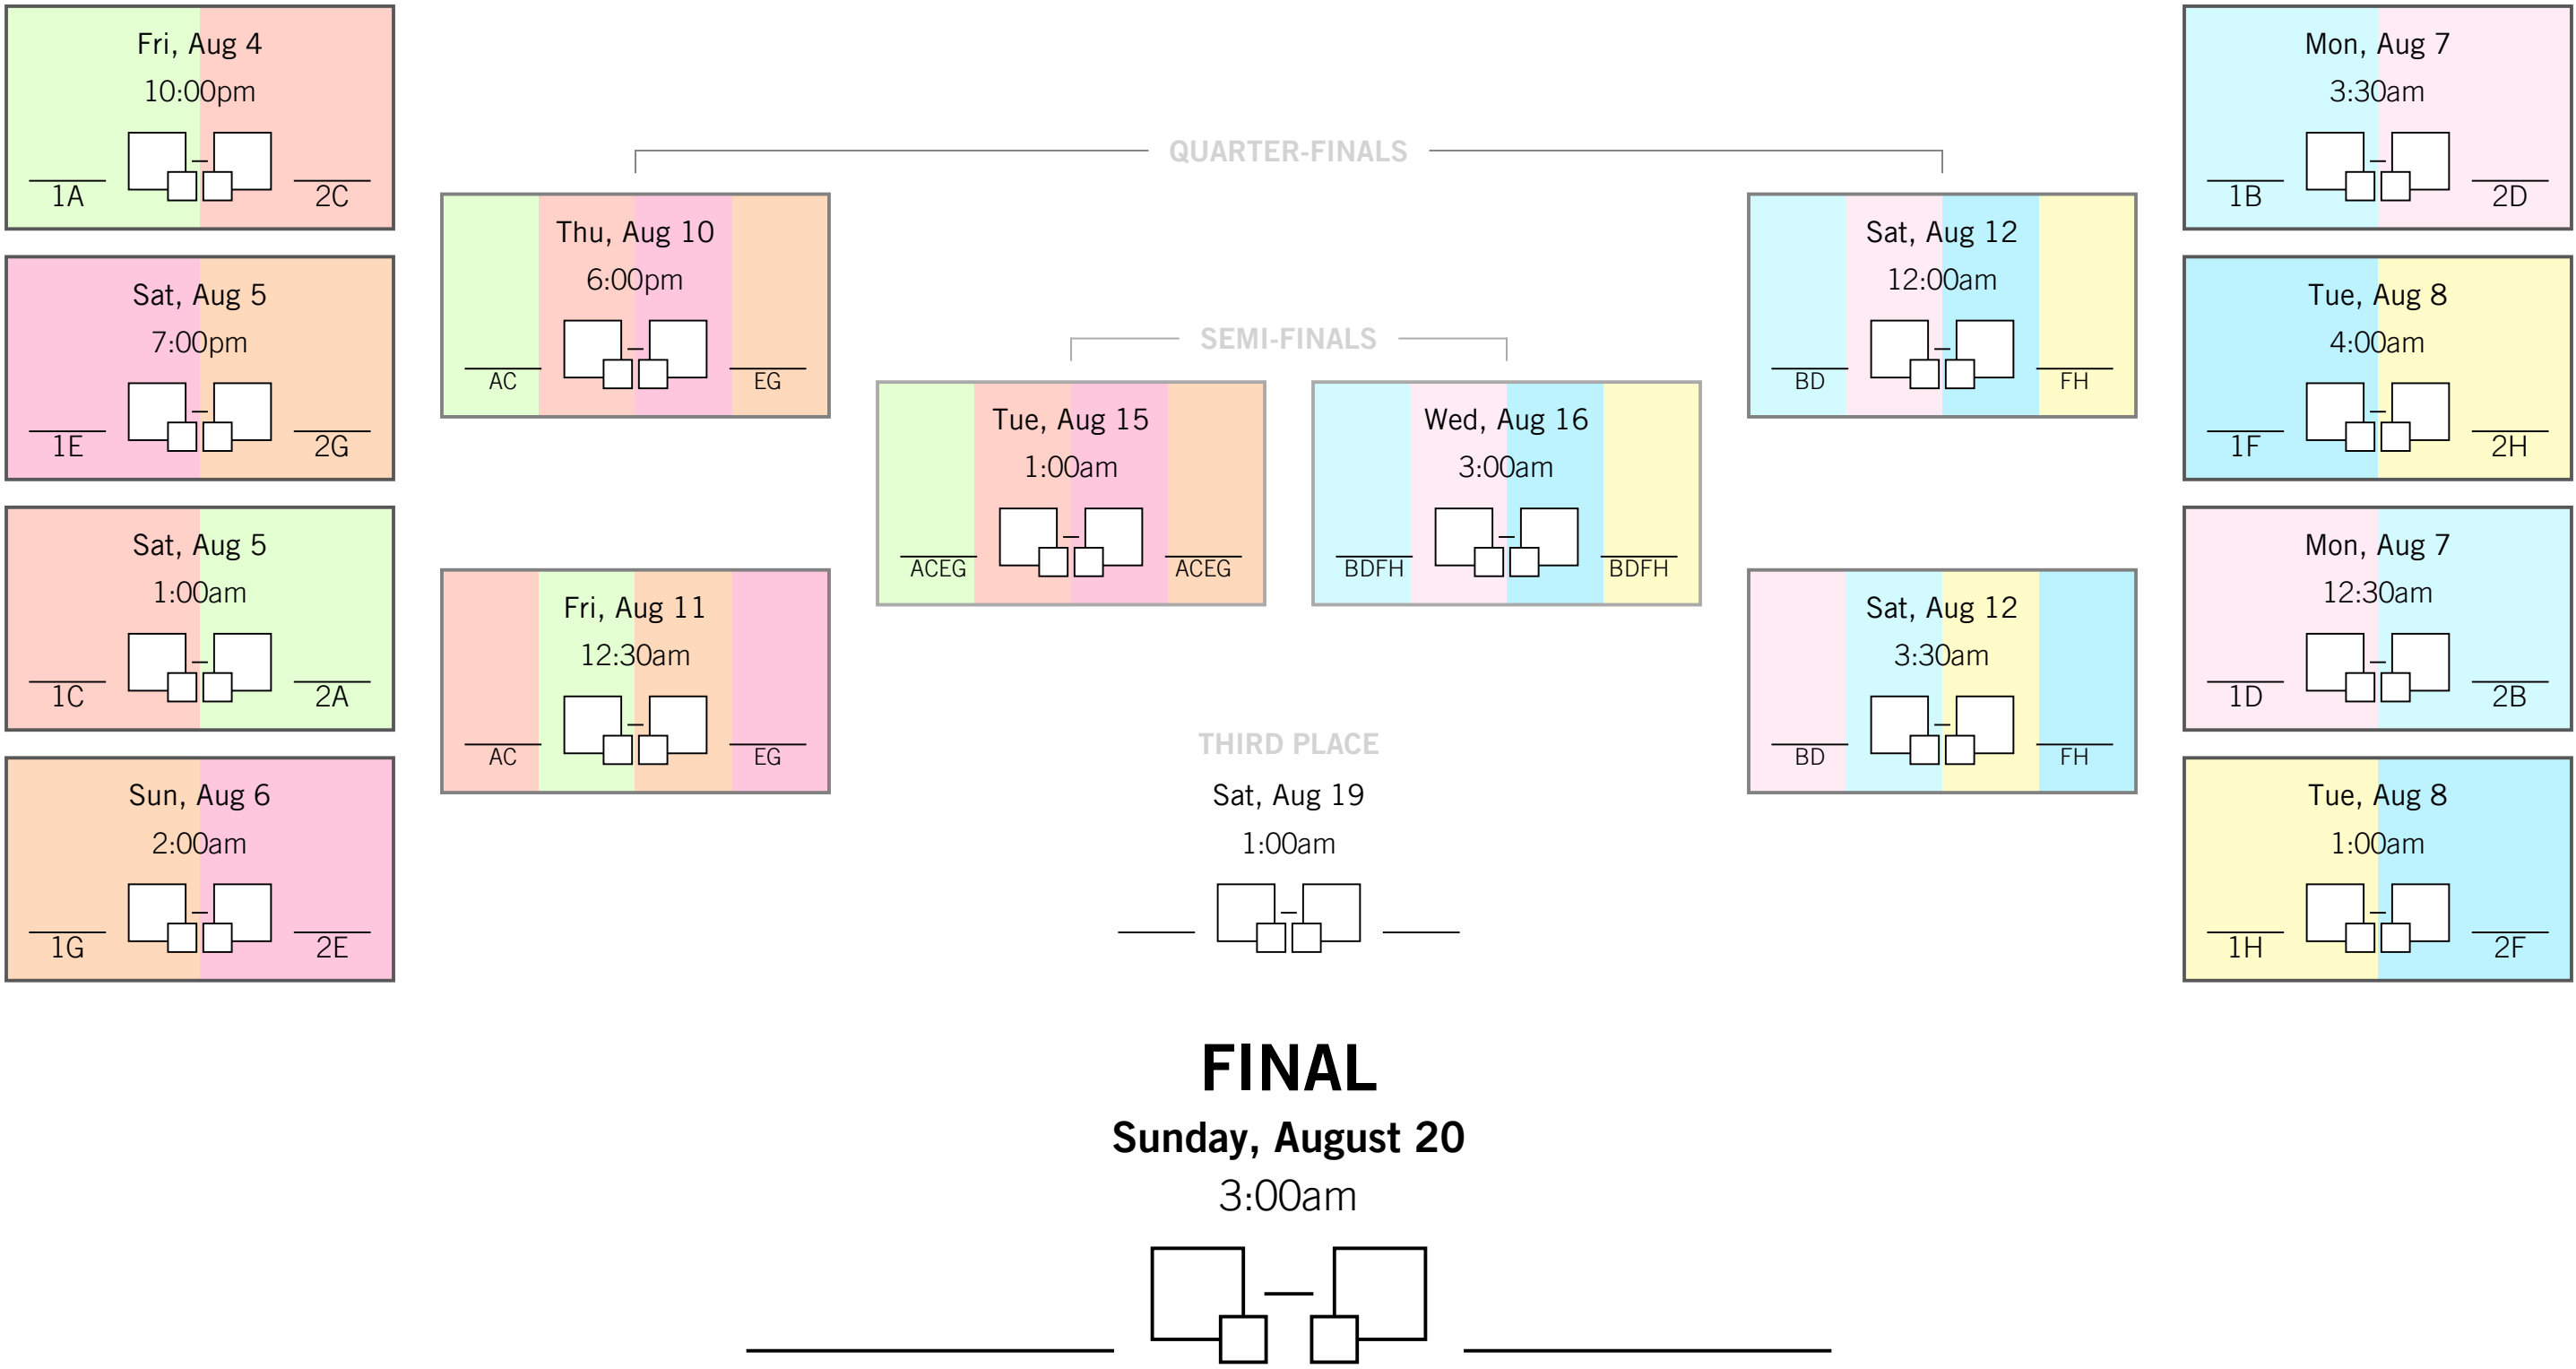 Fri, Aug 4
10:00pm
1A – 2C
Sat, Aug 5
7:00pm
1E – 2G
Sat, Aug 5
1:00am
1C – 2A
Sun, Aug 6
2:00am
1G – 2E
QUARTER-FINALS
Thu, Aug 10
6:00pm
AC – EG
Fri, Aug 11
12:30am
AC – EG
SEMI-FINALS
Tue, Aug 15
1:00am
ACEG – ACEG
Wed, Aug 16
3:00am
BDFH – BDFH
Sat, Aug 12
12:00am
BD – FH
Sat, Aug 12
3:30am
BD – FH
Mon, Aug 7
3:30am
1B – 2D
Tue, Aug 8
4:00am
1F – 2H
Mon, Aug 7
12:30am
1D – 2B
Tue, Aug 8
1:00am
1H – 2F
THIRD PLACE
Sat, Aug 19
1:00am
–
FINAL
Sunday, August 20
3:00am
–